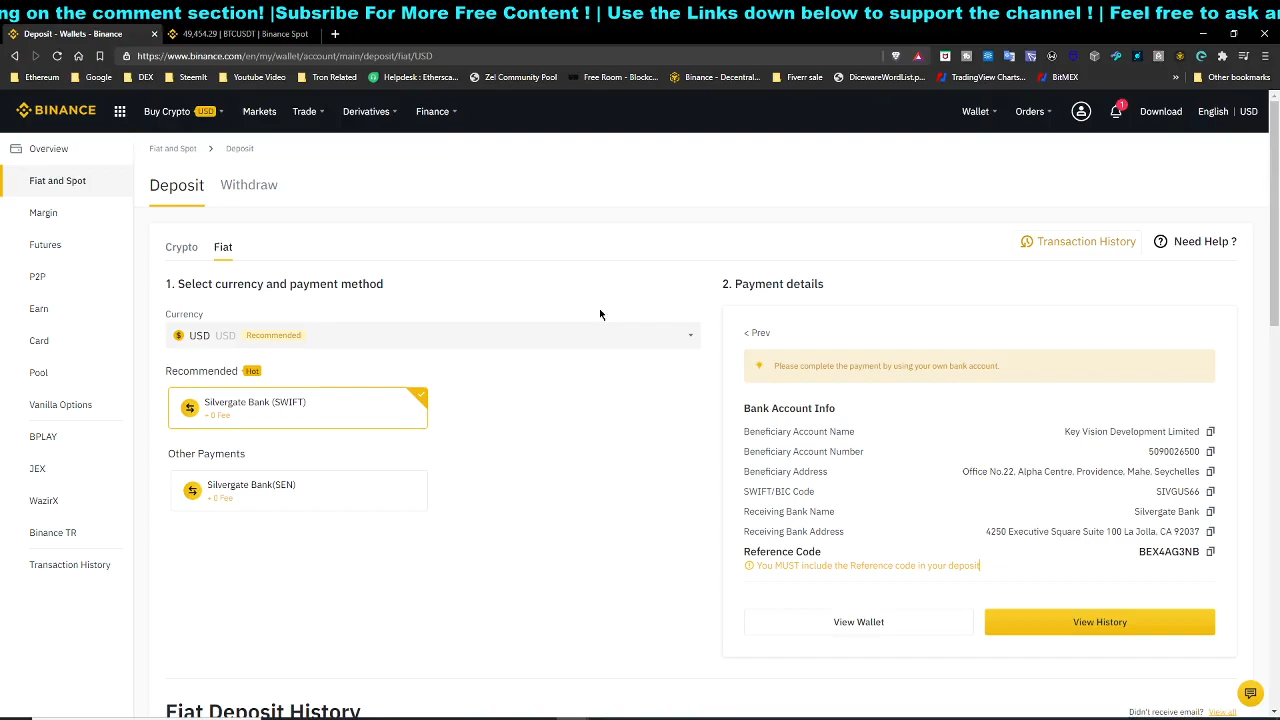 ng on the comment section! |Subsribe For More Free Content ! | Use the Links down below to support the channel ! | Feel free to ask an
Deposit - Wallets - Binance
49,454.29 | BTCUSDT | Binance Spot
https://www.binance.com/en/my/wallet/account/main/deposit/fiat/USD
Ethereum Google DEX SteemIt Youtube Video Tron Related Helpdesk : Ethersca... Zel Community Pool Free Room - Blockc... Binance - Decentral... Fiverr sale DicewareWordList.p... TradingView Charts... BitMEX » Other bookmarks
BINANCE Buy Crypto USD Markets Trade Derivatives Finance Wallet Orders 1 Download English | USD
Overview
Fiat and Spot
Margin
Futures
P2P
Earn
Card
Pool
Vanilla Options
BPLAY
JEX
WazirX
Binance TR
Transaction History
Fiat and Spot > Deposit
Deposit Withdraw
Crypto Fiat
Transaction History Need Help ?
1. Select currency and payment method
Currency
USD USD Recommended
Recommended Hot
Silvergate Bank (SWIFT)
- 0 Fee
Other Payments
Silvergate Bank(SEN)
- 0 Fee
2. Payment details
< Prev
Please complete the payment by using your own bank account.
Bank Account Info
Beneficiary Account Name Key Vision Development Limited
Beneficiary Account Number 5090026500
Beneficiary Address Office No.22, Alpha Centre, Providence, Mahe, Seychelles
SWIFT/BIC Code SIVGUS66
Receiving Bank Name Silvergate Bank
Receiving Bank Address 4250 Executive Square Suite 100 La Jolla, CA 92037
Reference Code BEX4AG3NB
You MUST include the Reference code in your deposit
View Wallet View History
Fiat Deposit History
Didn't receive email? View all